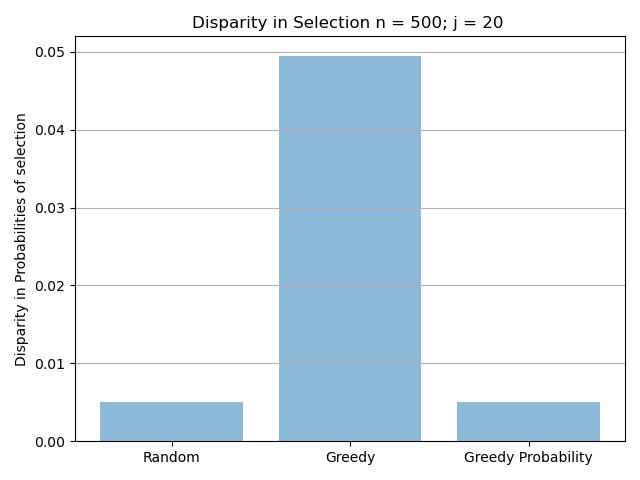 Disparity in Selection n = 500; j = 20
Disparity in Probabilities of selection
0.05
0.04
0.03
0.02
0.01
0.00
Random
Greedy
Greedy Probability